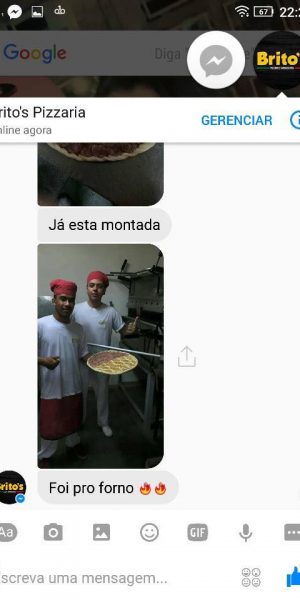 67 22:2
Google Diga
Brito's
rito's Pizzaria
nline agora
GERENCIAR
Já esta montada
Brito's
Foi pro forno 🔥🔥
Aa
GIF
screva uma mensagem...